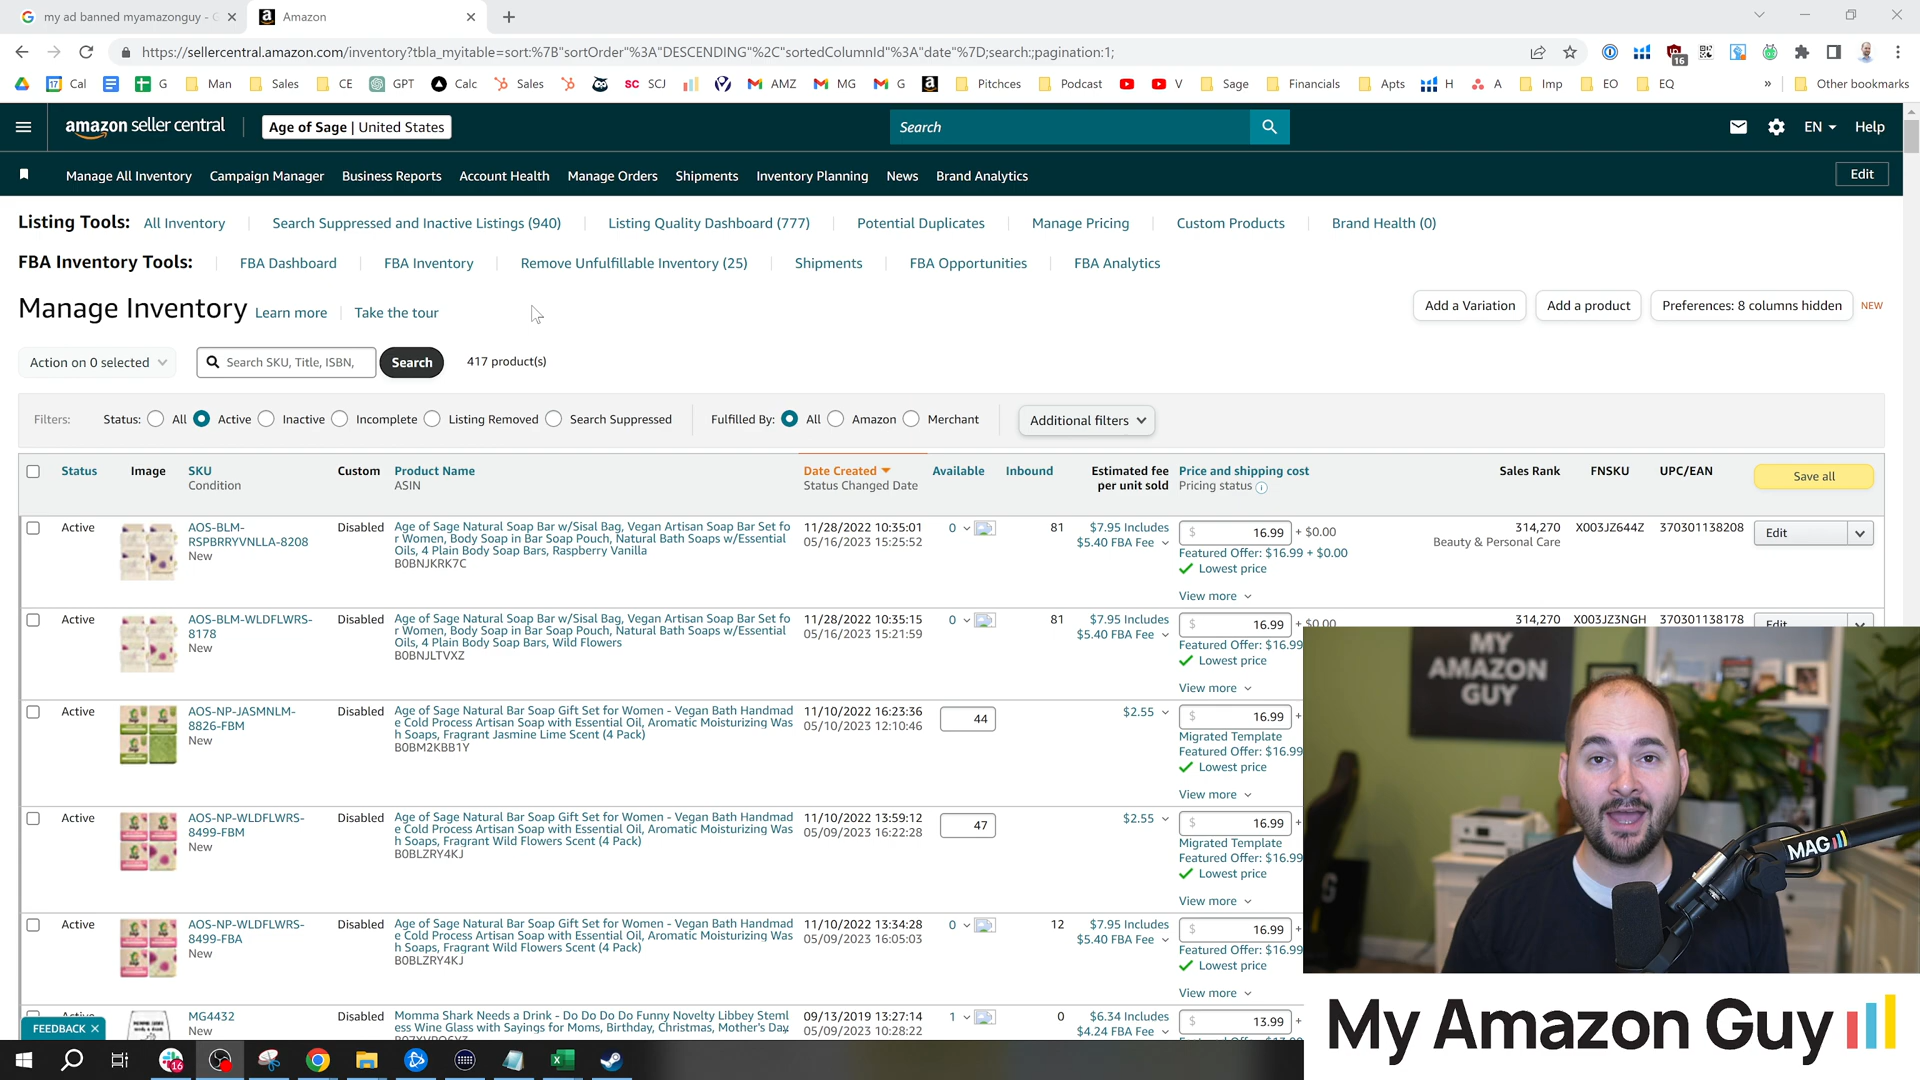 my ad banned myamazonguy - G
Amazon
https://sellercentral.amazon.com/inventory?tbla_myitable=sort:%7B"sortOrder"%3A"DESCENDING"%2C"sortedColumnId"%3A"date"%7D;search:;pagination:1;
16
Cal G Man Sales CE GPT Calc Sales SC SCJ AMZ MG G Pitchces Podcast V Sage Financials Apts H A Imp EO EQ » Other bookmarks
amazon seller central
Age of Sage | United States
Search
EN Help
Manage All Inventory Campaign Manager Business Reports Account Health Manage Orders Shipments Inventory Planning News Brand Analytics Edit
Listing Tools: All Inventory Search Suppressed and Inactive Listings (940) Listing Quality Dashboard (777) Potential Duplicates Manage Pricing Custom Products Brand Health (0)
FBA Inventory Tools: FBA Dashboard FBA Inventory Remove Unfulfillable Inventory (25) Shipments FBA Opportunities FBA Analytics
Manage Inventory Learn more Take the tour
Add a Variation Add a product Preferences: 8 columns hidden NEW
Action on 0 selected Search SKU, Title, ISBN, Search 417 product(s)
Filters: Status: All Active Inactive Incomplete Listing Removed Search Suppressed Fulfilled By: All Amazon Merchant Additional filters
Status Image SKU Custom Product Name Date Created Available Inbound Estimated fee Price and shipping cost Sales Rank FNSKU UPC/EAN Save all
Condition ASIN Status Changed Date per unit sold Pricing status
Active AOS-BLM- Disabled Age of Sage Natural Soap Bar w/Sisal Bag, Vegan Artisan Soap Bar Set fo 11/28/2022 10:35:01 0 81 $7.95 Includes $ 16.99 + $0.00 314,270 X003JZ644Z 370301138208 Edit
RSPBRRYVNLLA-8208 r Women, Body Soap in Bar Soap Pouch, Natural Bath Soaps w/Essential 05/16/2023 15:25:52 $5.40 FBA Fee Beauty & Personal Care
New Oils, 4 Plain Body Soap Bars, Raspberry Vanilla Featured Offer: $16.99 + $0.00
B0BNJKRK7C Lowest price
View more
Active AOS-BLM-WLDFLWRS- Disabled Age of Sage Natural Soap Bar w/Sisal Bag, Vegan Artisan Soap Bar Set fo 11/28/2022 10:35:15 0 81 $7.95 Includes $ 16.99 + $0.00 314,270 X003JZ3NGH 370301138178 Edit
8178 r Women, Body Soap in Bar Soap Pouch, Natural Bath Soaps w/Essential 05/16/2023 15:21:59 $5.40 FBA Fee
New Oils, 4 Plain Body Soap Bars, Wild Flowers Featured Offer: $16.99
B0BNJLTVXZ Lowest price
View more
Active AOS-NP-JASMNLM- Disabled Age of Sage Natural Bar Soap Gift Set for Women - Vegan Bath Handmad 11/10/2022 16:23:36 44 $2.55 $ 16.99 +
8826-FBM e Cold Process Artisan Soap with Essential Oil, Aromatic Moisturizing Was 05/10/2023 12:10:46 Migrated Template
New h Soaps, Fragrant Jasmine Lime Scent (4 Pack) Featured Offer: $16.99
B0BM2KBB1Y Lowest price
View more
Active AOS-NP-WLDFLWRS- Disabled Age of Sage Natural Bar Soap Gift Set for Women - Vegan Bath Handmad 11/10/2022 13:59:12 47 $2.55 $ 16.99 +
8499-FBM e Cold Process Artisan Soap with Essential Oil, Aromatic Moisturizing Was 05/09/2023 16:22:28 Migrated Template
New h Soaps, Fragrant Wild Flowers Scent (4 Pack) Featured Offer: $16.99
B0BLZRY4KJ Lowest price
View more
Active AOS-NP-WLDFLWRS- Disabled Age of Sage Natural Bar Soap Gift Set for Women - Vegan Bath Handmad 11/10/2022 13:34:28 0 12 $7.95 Includes $ 16.99 +
8499-FBA e Cold Process Artisan Soap with Essential Oil, Aromatic Moisturizing Was 05/09/2023 16:05:03 $5.40 FBA Fee
New h Soaps, Fragrant Wild Flowers Scent (4 Pack) Featured Offer: $16.99
B0BLZRY4KJ Lowest price
View more
MG4432 Momma Shark Needs a Drink - Do Do Do Do Funny Novelty Libbey Steml 09/13/2019 13:27:14 1 0 $6.34 Includes $ 13.99 +
New ess Wine Glass with Sayings for Moms, Birthday, Christmas, Mother's Day 05/09/2023 10:28:22 $4.24 FBA Fee
FEEDBACK
MY
AMAZON
GUY
MAG
My Amazon Guy
16